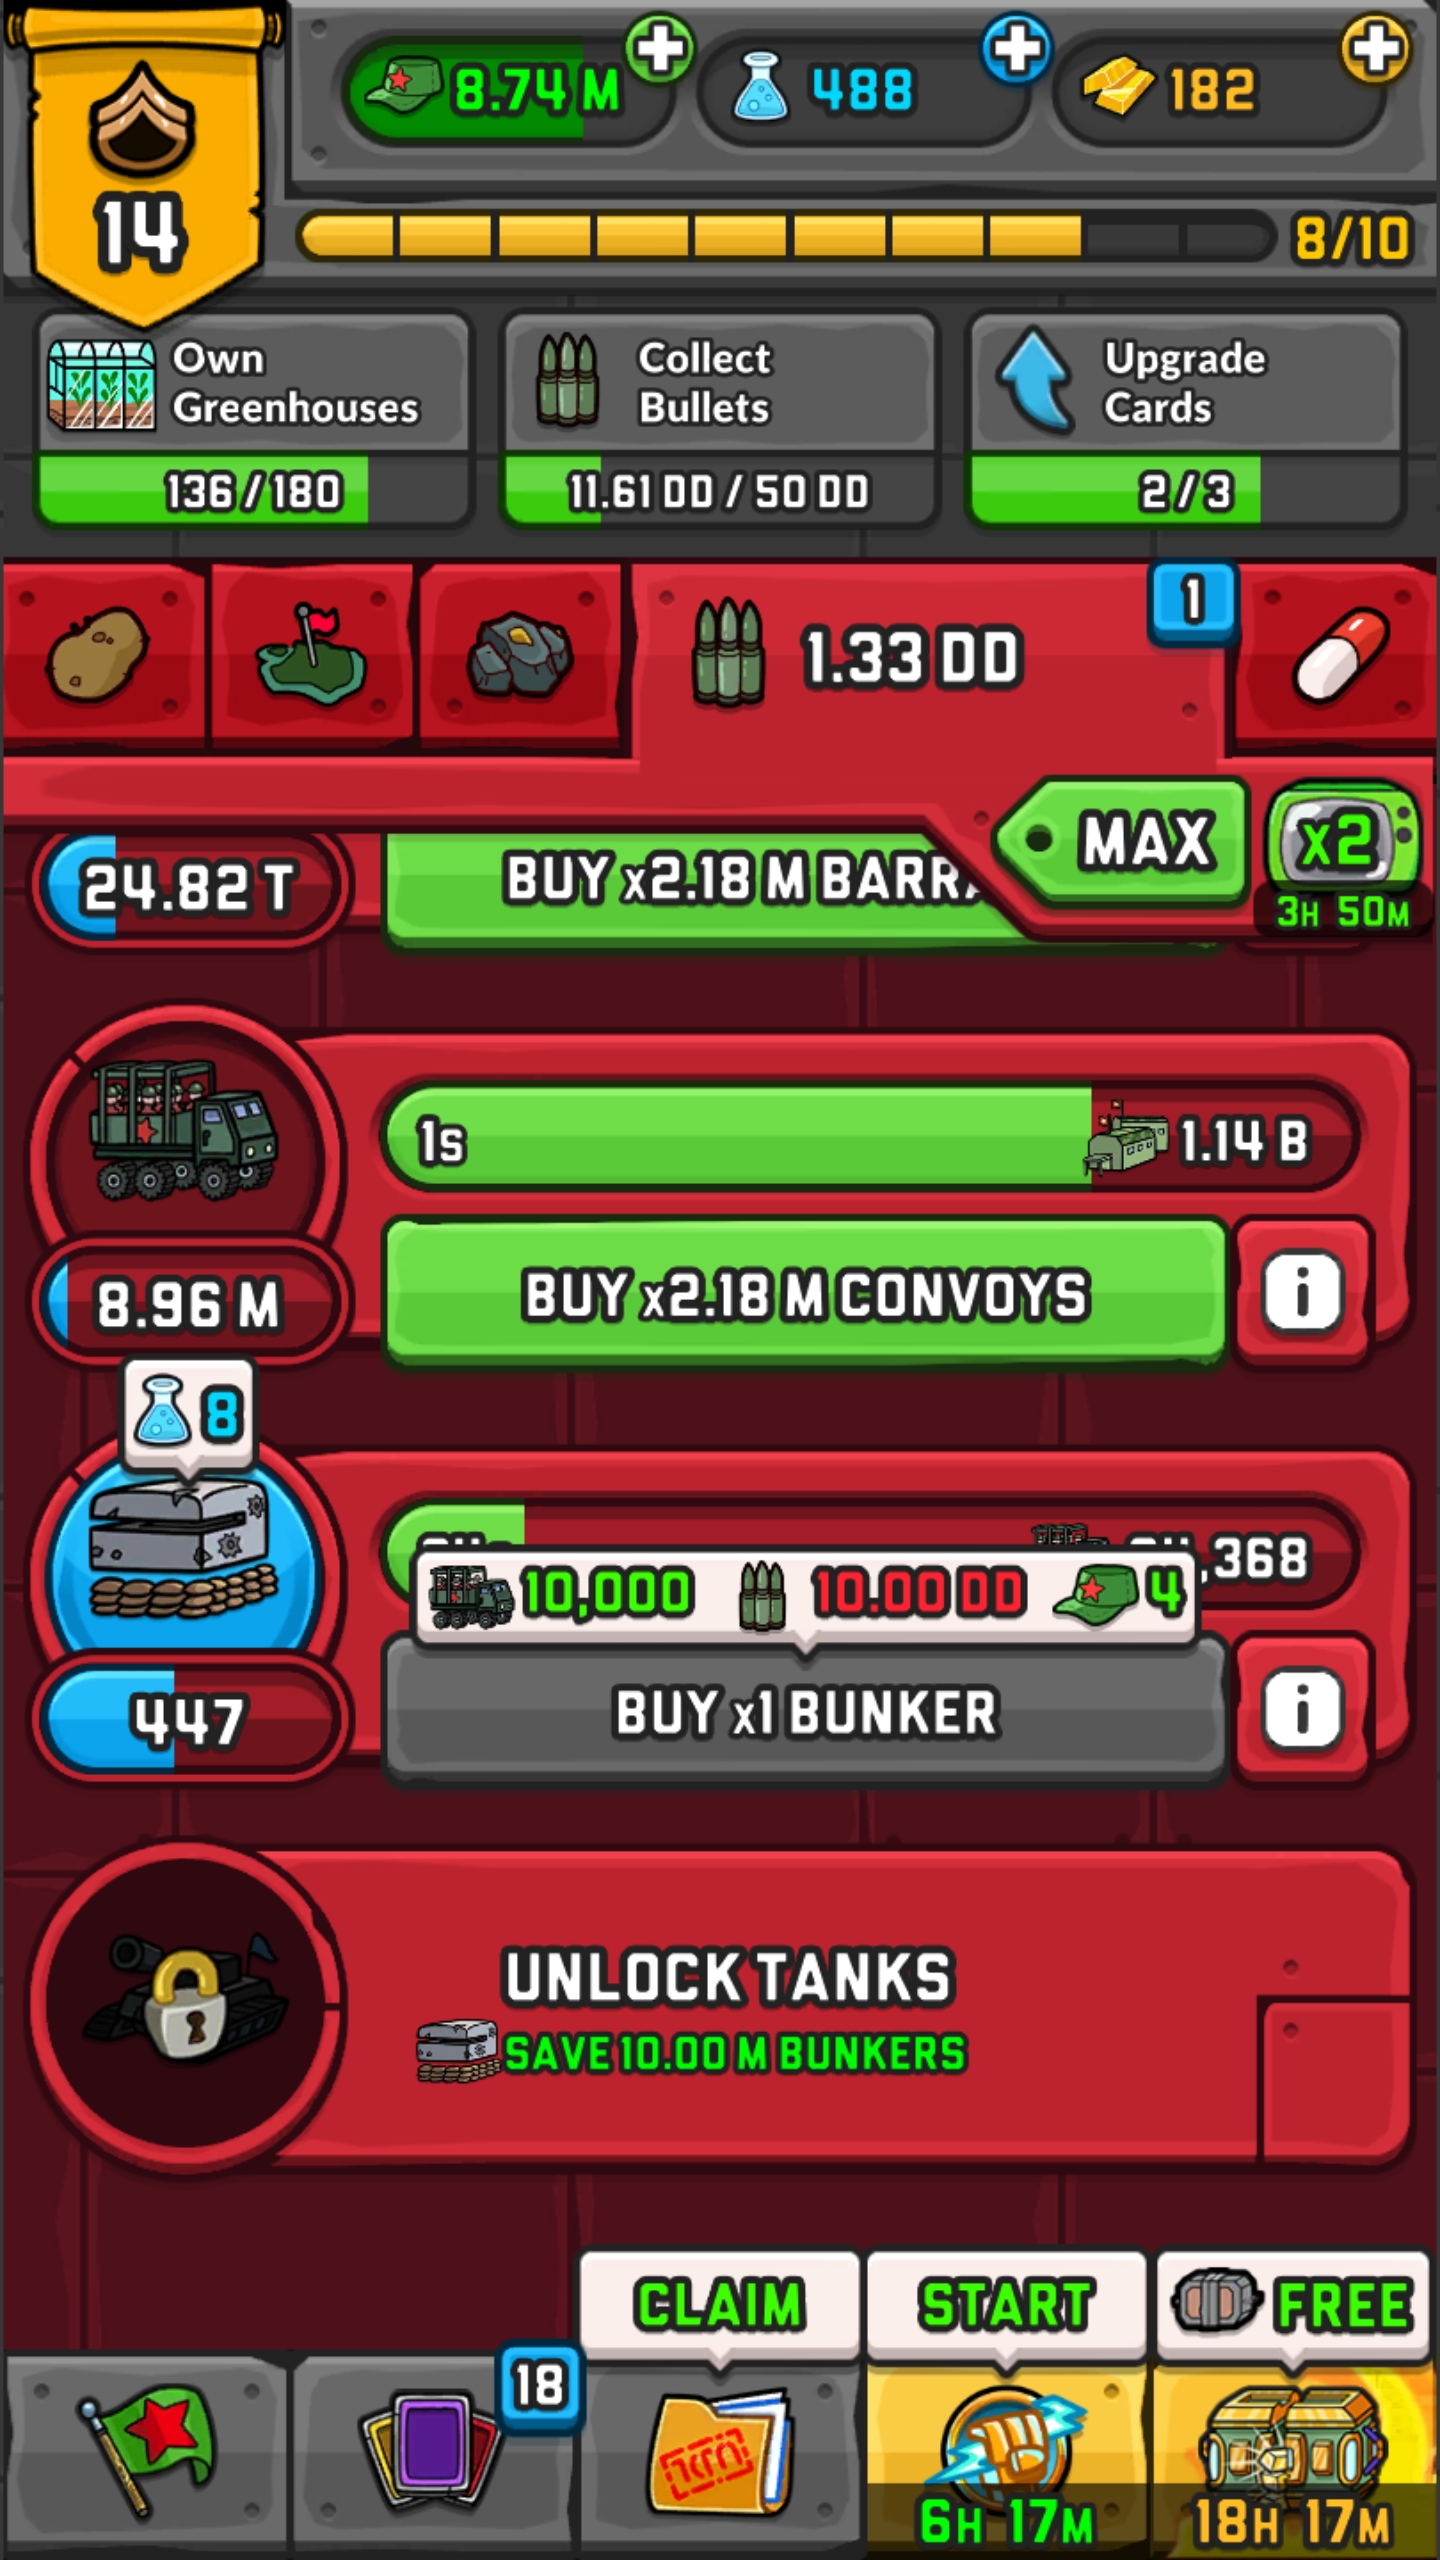 14
8.74 M
488
182
8/10
Own
Greenhouses
136 / 180
Collect
Bullets
11.61 DD / 50 DD
Upgrade
Cards
2 / 3
1.33 DD
1
MAX
x2
3H 50M
24.82 T
BUY x2.18 M
1s
1.14 B
8.96 M
BUY x2.18 M CONVOYS
i
8
,368
10,000
10.00 DD
4
447
BUY x1 BUNKER
i
UNLOCK TANKS
SAVE 10.00 M BUNKERS
CLAIM
START
FREE
18
6H 17M
18H 17M